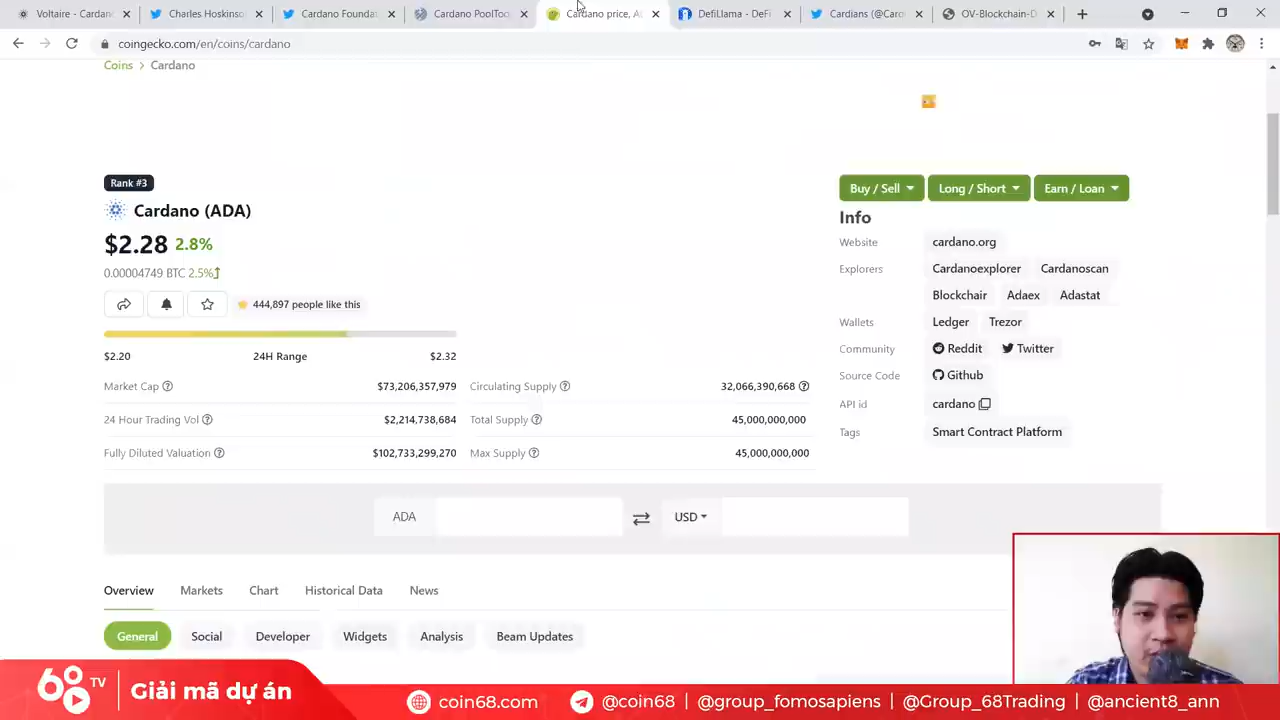 Voltaire - Cardan
Charles Hoskinso
Cardano Founda
Cardano PoolToo
Cardano price, A
DefiLlama - DeFi
Cardians (@Car
OV-Blockchain-D
coingecko.com/en/coins/cardano
Coins > Cardano
Rank #3
Cardano (ADA)
$2.28 2.8%
0.00004749 BTC 2.5%
444,897 people like this
$2.20 24H Range $2.32
Market Cap $73,206,357,979
24 Hour Trading Vol $2,214,738,684
Fully Diluted Valuation $102,733,299,270
Circulating Supply 32,066,390,668
Total Supply 45,000,000,000
Max Supply 45,000,000,000
Buy / Sell Long / Short Earn / Loan
Info
Website cardano.org
Explorers Cardanoexplorer Cardanoscan
Blockchair Adaex Adastat
Wallets Ledger Trezor
Community Reddit Twitter
Source Code Github
API id cardano
Tags Smart Contract Platform
ADA USD
Overview Markets Chart Historical Data News
General Social Developer Widgets Analysis Beam Updates
68 TV Giải mã dự án
coin68.com @coin68 | @group_fomosapiens | @Group_68Trading | @ancient8_ann